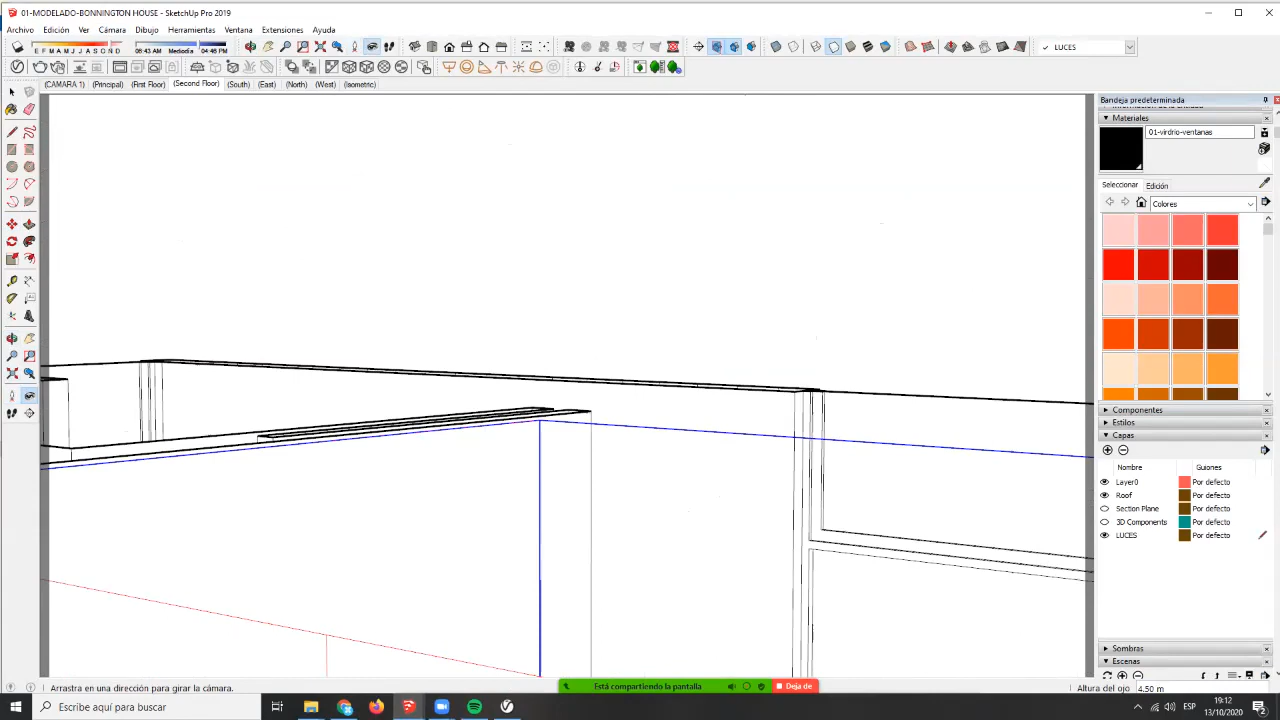 01-MODELADO-BONNINGTON HOUSE - SketchUp Pro 2019
Archivo Edición Ver Cámara Dibujo Herramientas Ventana Extensiones Ayuda
E F M A M J J A S O N D 06:43 AM Mediodía 04:46 PM LUCES
(CAMARA 1) (Principal) (First Floor) (Second Floor) (South) (East) (North) (West) (Isometric)
Bandeja predeterminada
Materiales
01-virdrio-ventanas
Seleccionar Edición
Colores
Componentes
Estilos
Capas
Nombre Guiones
Layer0 Por defecto
Roof Por defecto
Section Plane Por defecto
3D Components Por defecto
LUCES Por defecto
Sombras
Escenas
Arrastra en una dirección para girar la cámara.
Está compartiendo la pantalla Deja de
Altura del ojo 4.50 m
Escribe aquí para buscar
ESP
19:12
13/10/2020
2